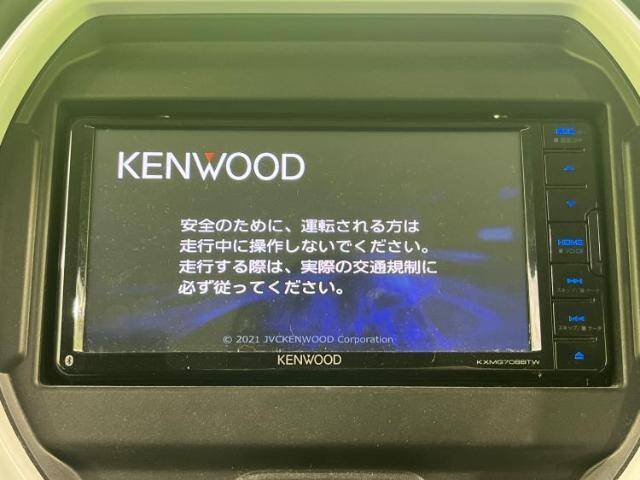 KENWOOD
安全のために、運転される方は
走行中に操作しないでください。
走行する際は、実際の交通規制に
必ず従ってください。
© 2021 JVCKENWOOD Corporation
KENWOOD
HOME